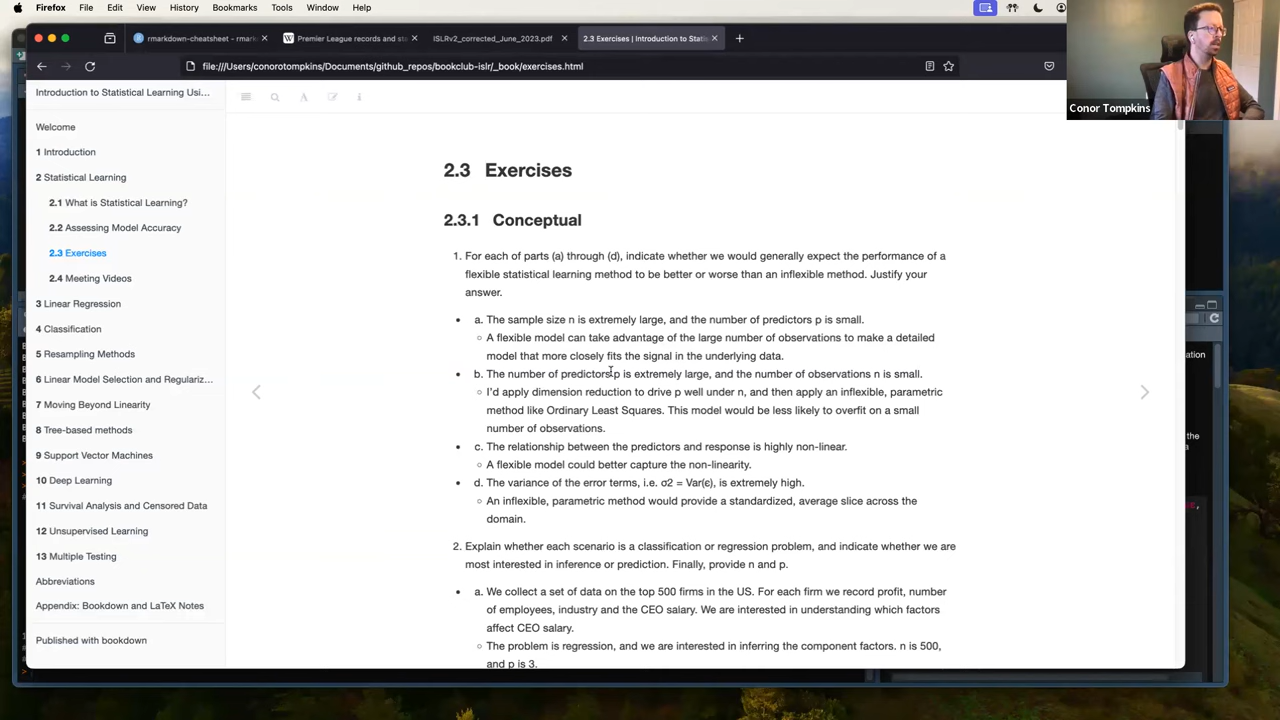 Firefox File Edit View History Bookmarks Tools Window Help
rmarkdown-cheatsheet - rmark
Premier League records and sta
ISLRv2_corrected_June_2023.pdf
2.3 Exercises | Introduction to Stati
file:///Users/conorotompkins/Documents/github_repos/bookclub-islr/_book/exercises.html
Conor Tompkins
Introduction to Statistical Learning Usi...
Welcome
1 Introduction
2 Statistical Learning
2.1 What is Statistical Learning?
2.2 Assessing Model Accuracy
2.3 Exercises
2.4 Meeting Videos
3 Linear Regression
4 Classification
5 Resampling Methods
6 Linear Model Selection and Regulariz...
7 Moving Beyond Linearity
8 Tree-based methods
9 Support Vector Machines
10 Deep Learning
11 Survival Analysis and Censored Data
12 Unsupervised Learning
13 Multiple Testing
Abbreviations
Appendix: Bookdown and LaTeX Notes
Published with bookdown
2.3 Exercises
2.3.1 Conceptual
1. For each of parts (a) through (d), indicate whether we would generally expect the performance of a
flexible statistical learning method to be better or worse than an inflexible method. Justify your
answer.
a. The sample size n is extremely large, and the number of predictors p is small.
A flexible model can take advantage of the large number of observations to make a detailed
model that more closely fits the signal in the underlying data.
b. The number of predictors p is extremely large, and the number of observations n is small.
I'd apply dimension reduction to drive p well under n, and then apply an inflexible, parametric
method like Ordinary Least Squares. This model would be less likely to overfit on a small
number of observations.
c. The relationship between the predictors and response is highly non-linear.
A flexible model could better capture the non-linearity.
d. The variance of the error terms, i.e. σ2 = Var(ε), is extremely high.
An inflexible, parametric method would provide a standardized, average slice across the
domain.
2. Explain whether each scenario is a classification or regression problem, and indicate whether we are
most interested in inference or prediction. Finally, provide n and p.
a. We collect a set of data on the top 500 firms in the US. For each firm we record profit, number
of employees, industry and the CEO salary. We are interested in understanding which factors
affect CEO salary.
The problem is regression, and we are interested in inferring the component factors. n is 500,
and p is 3.